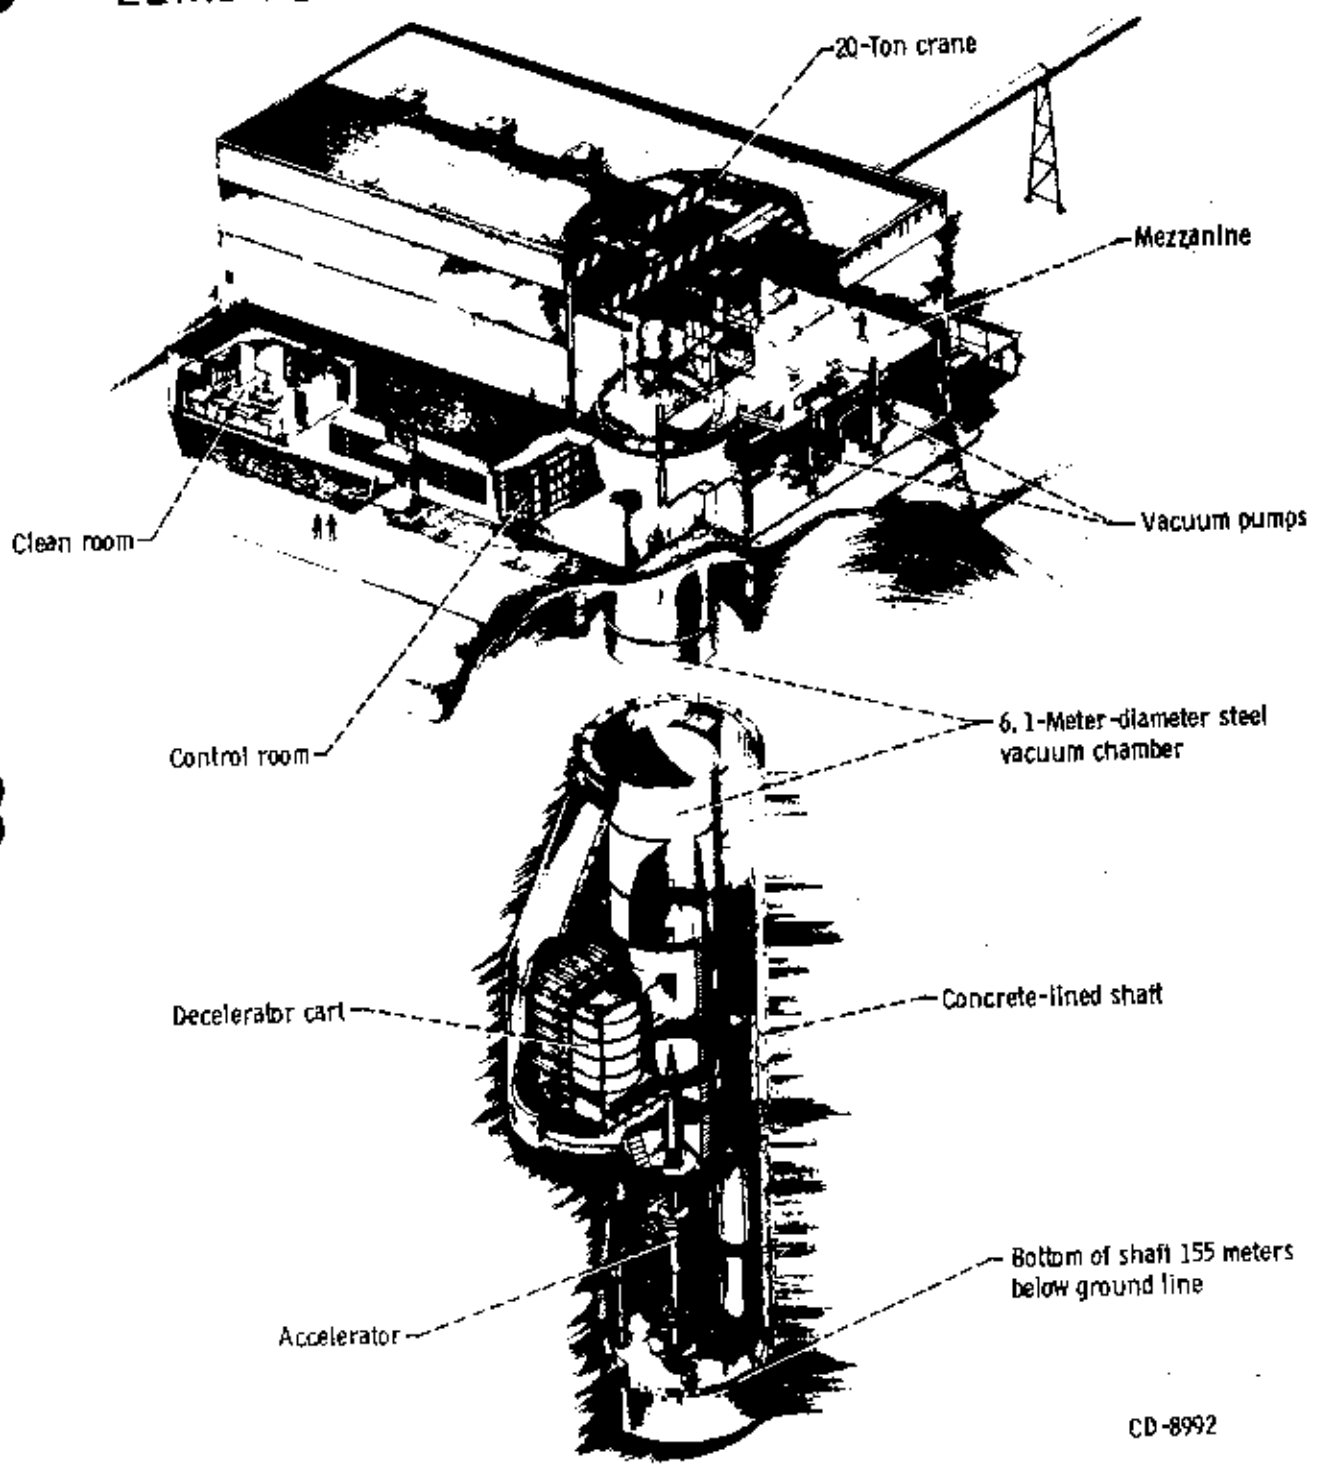 20-Ton crane
Mezzanine
Vacuum pumps
Clean room
6.1-Meter-diameter steel
vacuum chamber
Control room
Decelerator cart
Concrete-lined shaft
Bottom of shaft 155 meters
below ground line
Accelerator
CD-8992